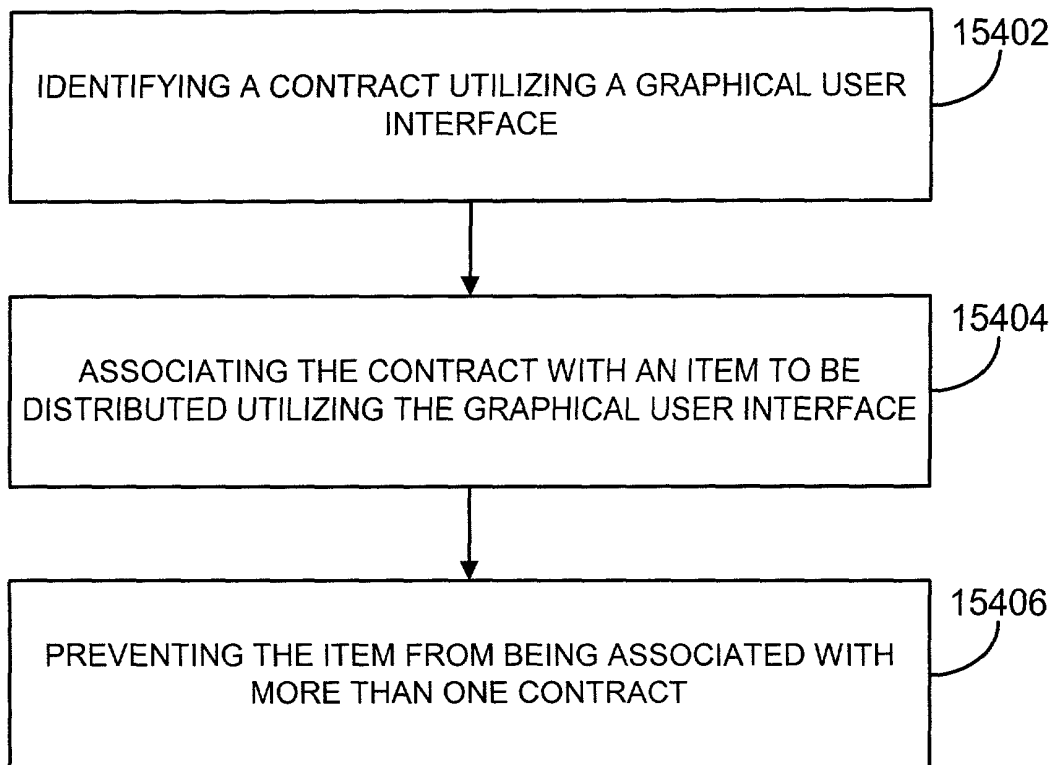 15402
IDENTIFYING A CONTRACT UTILIZING A GRAPHICAL USER
INTERFACE
15404
ASSOCIATING THE CONTRACT WITH AN ITEM TO BE
DISTRIBUTED UTILIZING THE GRAPHICAL USER INTERFACE
15406
PREVENTING THE ITEM FROM BEING ASSOCIATED WITH
MORE THAN ONE CONTRACT